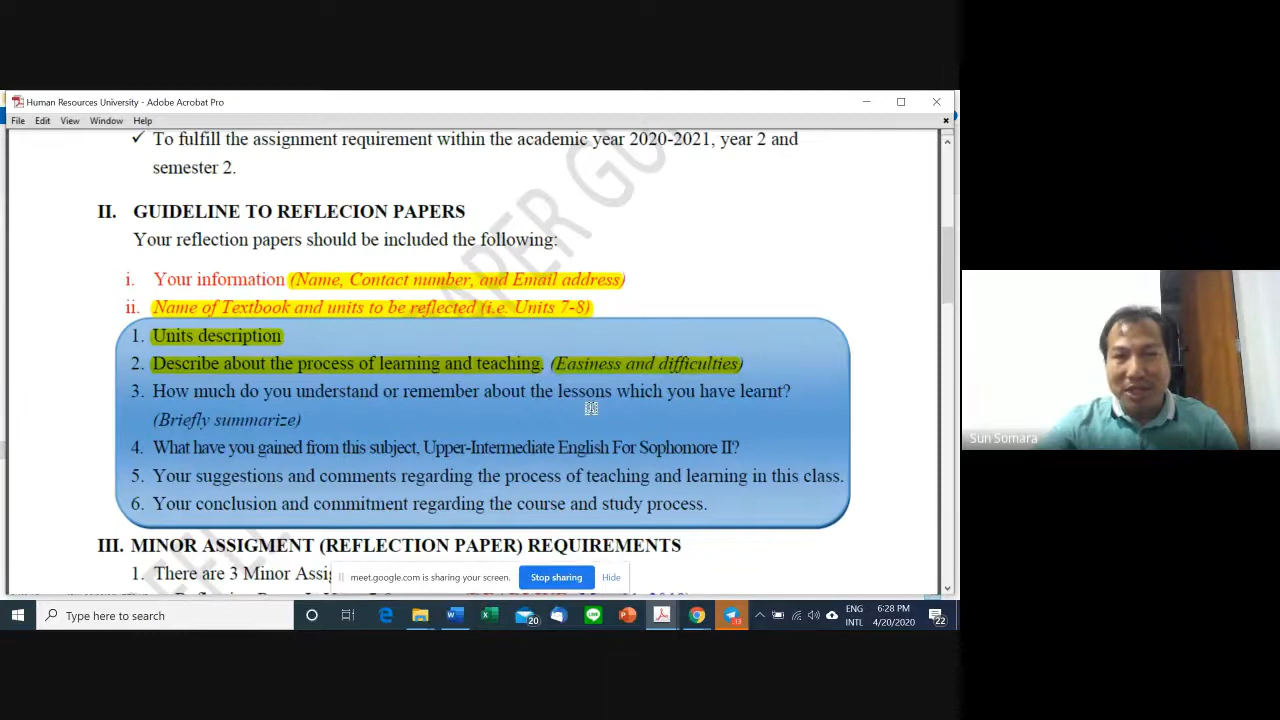 Human Resources University - Adobe Acrobat Pro
File Edit View Window Help
✓ To fulfill the assignment requirement within the academic year 2020-2021, year 2 and
semester 2.
II. GUIDELINE TO REFLECION PAPERS
Your reflection papers should be included the following:
i. Your information (Name, Contact number, and Email address)
ii. Name of Textbook and units to be reflected (i.e. Units 7-8)
1. Units description
2. Describe about the process of learning and teaching. (Easiness and difficulties)
3. How much do you understand or remember about the lessons which you have learnt?
(Briefly summarize)
4. What have you gained from this subject, Upper-Intermediate English For Sophomore II?
5. Your suggestions and comments regarding the process of teaching and learning in this class.
6. Your conclusion and commitment regarding the course and study process.
III. MINOR ASSIGMENT (REFLECTION PAPER) REQUIREMENTS
1. There are 3 Minor
meet.google.com is sharing your screen. Stop sharing Hide
Type here to search
20
13
ENG
INTL
6:28 PM
4/20/2020
22
Sun Somara